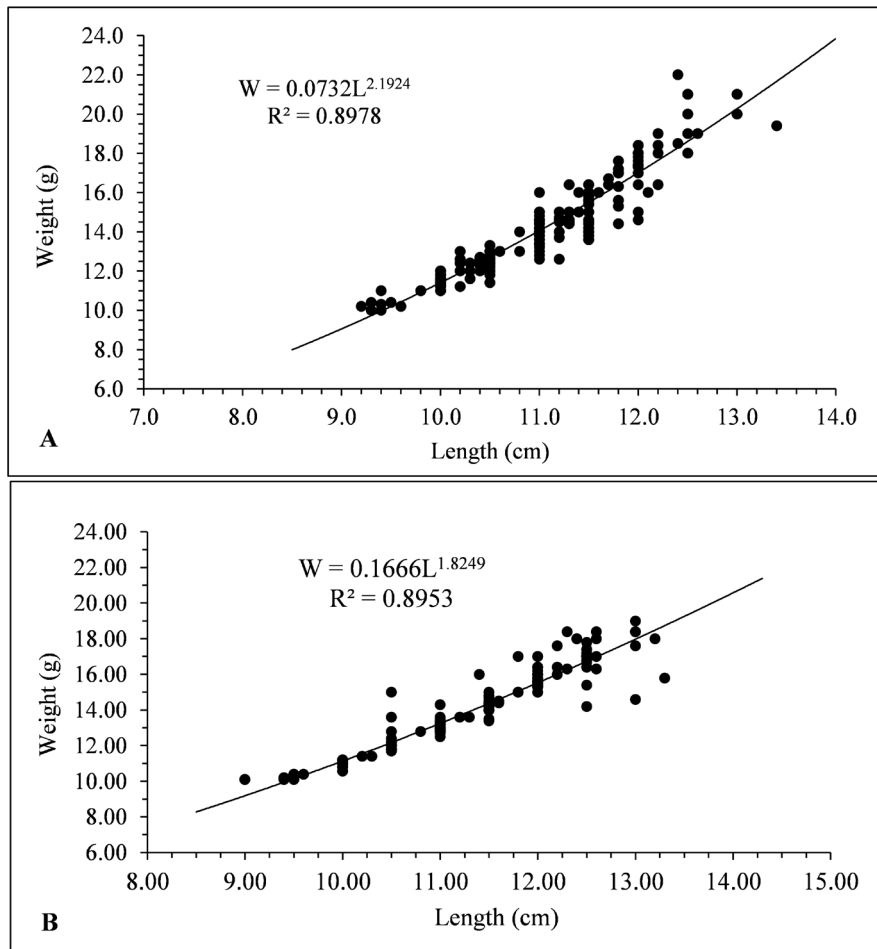 24.0
22.0
20.0
18.0
16.0
14.0
12.0
10.0
8.0
6.0
Weight (g)
W = 0.0732L^2.1924
R² = 0.8978
7.0 8.0 9.0 10.0 11.0 12.0 13.0 14.0
Length (cm)
A
24.00
22.00
20.00
18.00
16.00
14.00
12.00
10.00
8.00
6.00
Weight (g)
W = 0.1666L^1.8249
R² = 0.8953
8.00 9.00 10.00 11.00 12.00 13.00 14.00 15.00
Length (cm)
B